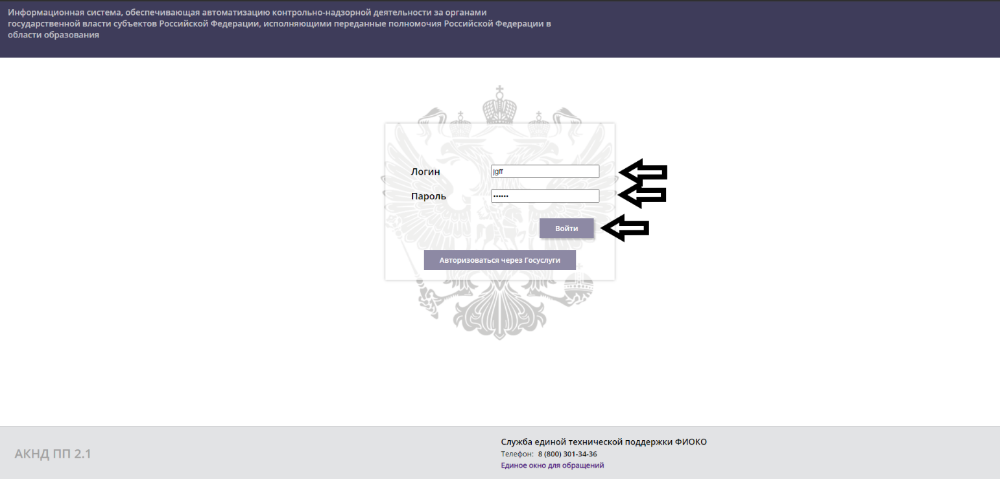 Информационная система, обеспечивающая автоматизацию контрольно-надзорной деятельности за органами
государственной власти субъектов Российской Федерации, исполняющими переданные полномочия Российской Федерации в
области образования
Логин jgff
Пароль ••••••
Войти
Авторизоваться через Госуслуги
АКНД ПП 2.1
Служба единой технической поддержки ФИОКО
Телефон: 8 (800) 301-34-36
Единое окно для обращений